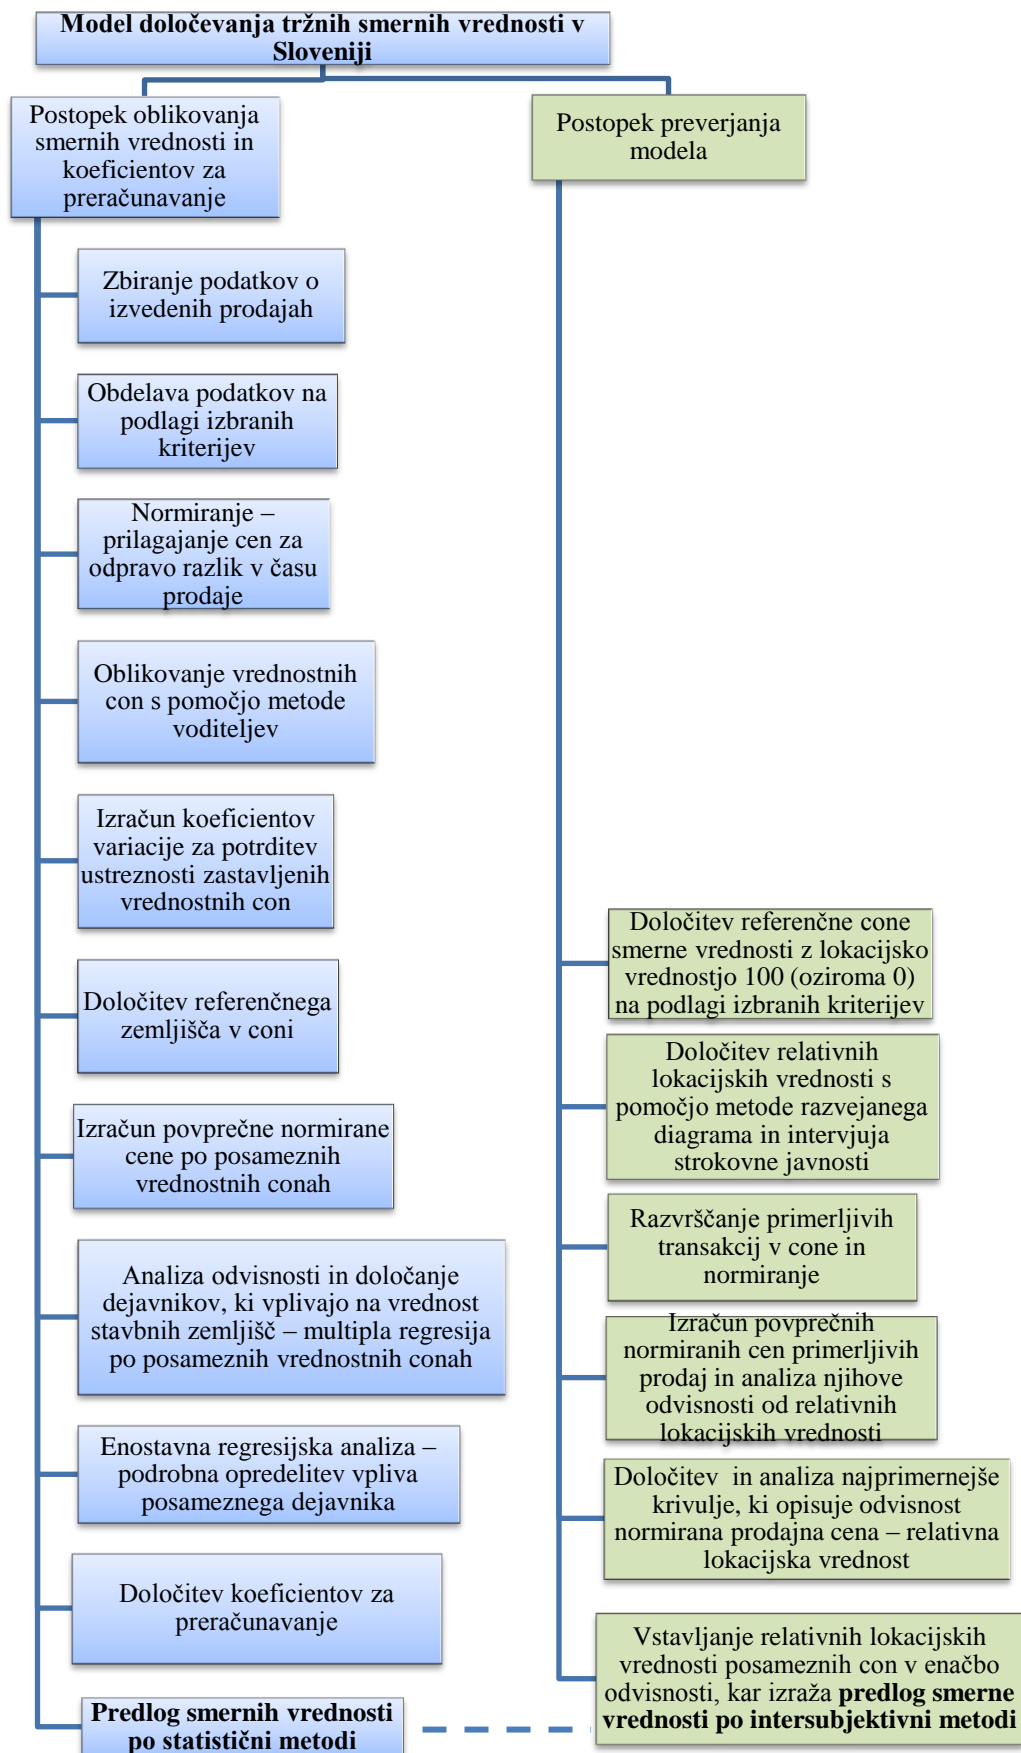 Model določevanja tržnih smernih vrednosti v
Sloveniji
Postopek oblikovanja
smernih vrednosti in
koeficientov za
preračunavanje
Zbiranje podatkov o
izvedenih prodajah
Obdelava podatkov na
podlagi izbranih
kriterijev
Normiranje –
prilagajanje cen za
odpravo razlik v času
prodaje
Oblikovanje vrednostnih
con s pomočjo metode
voditeljev
Izračun koeficientov
variacije za potrditev
ustreznosti zastavljenih
vrednostnih con
Določitev referenčnega
zemljišča v coni
Izračun povprečne normirane
cene po posameznih
vrednostnih conah
Analiza odvisnosti in določanje
dejavnikov, ki vplivajo na vrednost
stavbnih zemljišč – multipla regresija
po posameznih vrednostnih conah
Enostavna regresijska analiza –
podrobna opredelitev vpliva
posameznega dejavnika
Določitev koeficientov za
preračunavanje
Predlog smernih vrednosti
po statistični metodi
Postopek preverjanja
modela
Določitev referenčne cone
smerne vrednosti z lokacijsko
vrednostjo 100 (oziroma 0)
na podlagi izbranih kriterijev
Določitev relativnih
lokacijskih vrednosti s
pomočjo metode razvejanega
diagrama in intervjuja
strokovne javnosti
Razvrščanje primerljivih
transakcij v cone in
normiranje
Izračun povprečnih
normiranih cen primerljivih
prodaj in analiza njihove
odvisnosti od relativnih
lokacijskih vrednosti
Določitev in analiza najprimernejše
krivulje, ki opisuje odvisnost
normirana prodajna cena – relativna
lokacijska vrednost
Vstavljanje relativnih lokacijskih
vrednosti posameznih con v enačbo
odvisnosti, kar izraža predlog smerne
vrednosti po intersubjektivni metodi